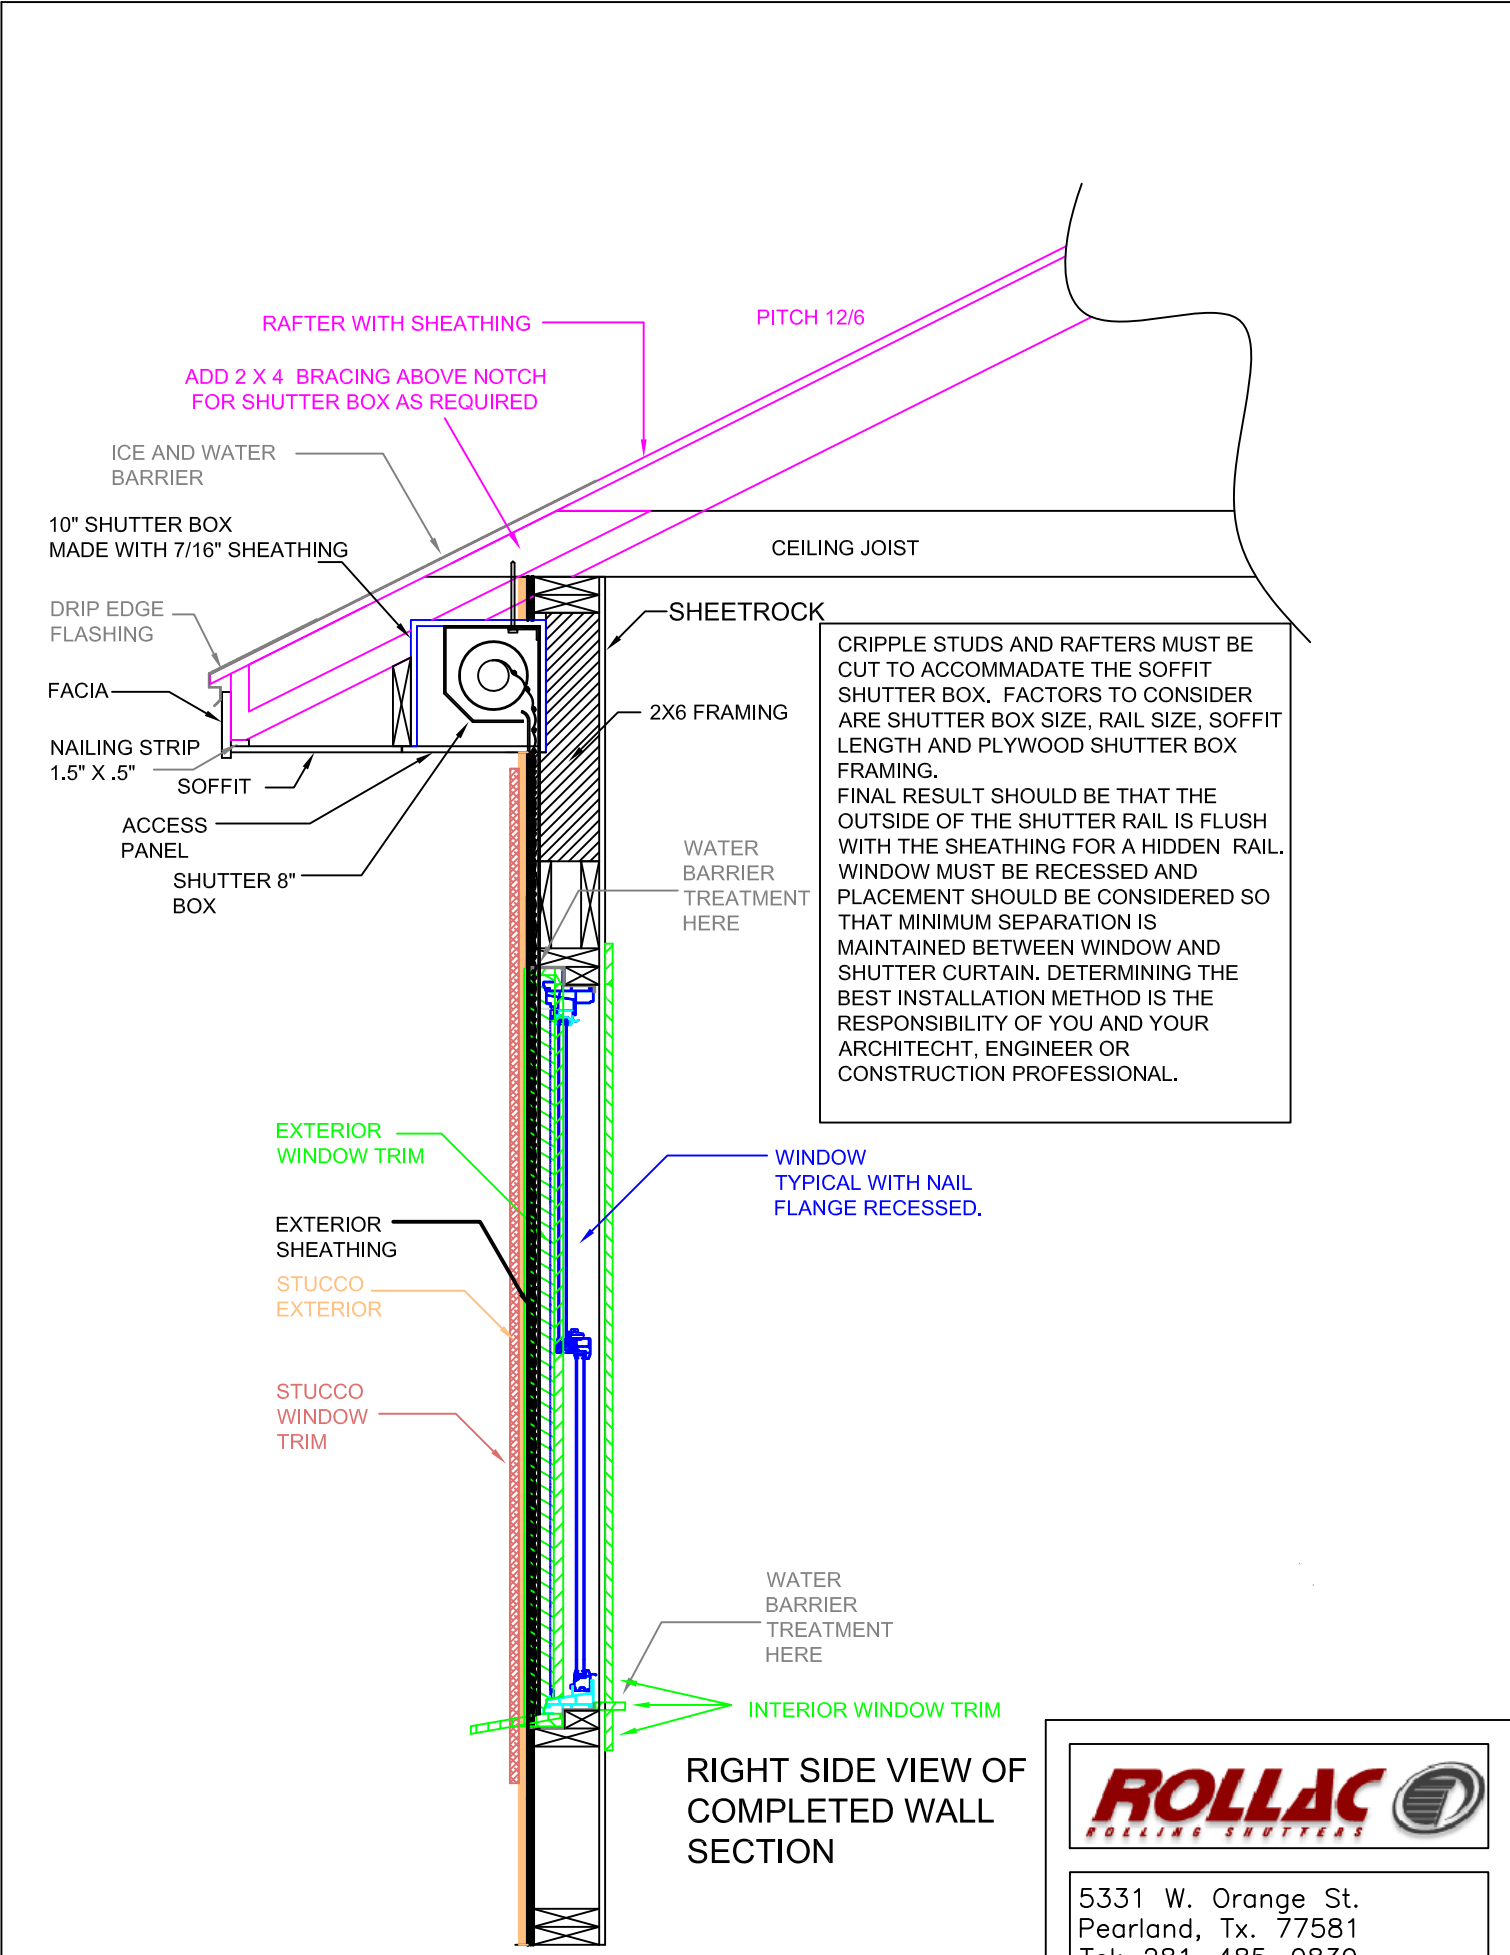 RAFTER WITH SHEATHING
PITCH 12/6
ADD 2 X 4 BRACING ABOVE NOTCH
FOR SHUTTER BOX AS REQUIRED
ICE AND WATER
BARRIER
10" SHUTTER BOX
MADE WITH 7/16" SHEATHING
CEILING JOIST
DRIP EDGE
FLASHING
SHEETROCK
FACIA
2X6 FRAMING
NAILING STRIP
1.5" X .5"
SOFFIT
ACCESS
PANEL
SHUTTER 8"
BOX
CRIPPLE STUDS AND RAFTERS MUST BE
CUT TO ACCOMMADATE THE SOFFIT
SHUTTER BOX. FACTORS TO CONSIDER
ARE SHUTTER BOX SIZE, RAIL SIZE, SOFFIT
LENGTH AND PLYWOOD SHUTTER BOX
FRAMING.
FINAL RESULT SHOULD BE THAT THE
OUTSIDE OF THE SHUTTER RAIL IS FLUSH
WITH THE SHEATHING FOR A HIDDEN RAIL.
WINDOW MUST BE RECESSED AND
PLACEMENT SHOULD BE CONSIDERED SO
THAT MINIMUM SEPARATION IS
MAINTAINED BETWEEN WINDOW AND
SHUTTER CURTAIN. DETERMINING THE
BEST INSTALLATION METHOD IS THE
RESPONSIBILITY OF YOU AND YOUR
ARCHITECHT, ENGINEER OR
CONSTRUCTION PROFESSIONAL.
WATER
BARRIER
TREATMENT
HERE
EXTERIOR
WINDOW TRIM
WINDOW
TYPICAL WITH NAIL
FLANGE RECESSED.
EXTERIOR
SHEATHING
STUCCO
EXTERIOR
STUCCO
WINDOW
TRIM
WATER
BARRIER
TREATMENT
HERE
INTERIOR WINDOW TRIM
RIGHT SIDE VIEW OF
COMPLETED WALL
SECTION
ROLLAC
ROLLING SHUTTERS
5331 W. Orange St.
Pearland, Tx. 77581
Tel: 281-485-0839